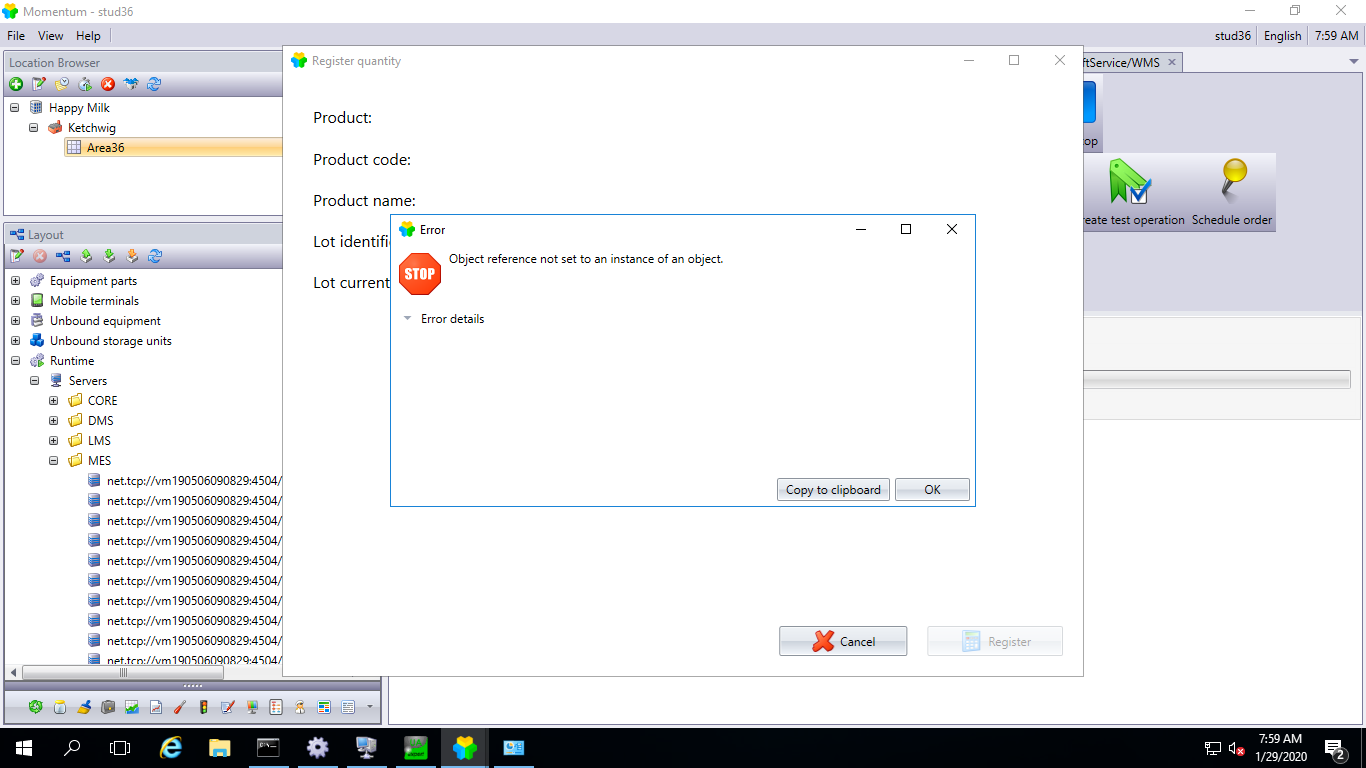 Momentum - stud36
File View Help
stud36 English 7:59 AM
Location Browser
Happy Milk
Ketchwig
Area36
Layout
Equipment parts
Mobile terminals
Unbound equipment
Unbound storage units
Runtime
Servers
CORE
DMS
LMS
MES
net.tcp://vm190506090829:4504/
net.tcp://vm190506090829:4504/
net.tcp://vm190506090829:4504/
net.tcp://vm190506090829:4504/
net.tcp://vm190506090829:4504/
net.tcp://vm190506090829:4504/
net.tcp://vm190506090829:4504/
net.tcp://vm190506090829:4504/
net.tcp://vm190506090829:4504/
net.tcp://vm190506090829:4504/
Register quantity
Product:
Product code:
Product name:
Lot identifi
Lot current
Error
STOP
Object reference not set to an instance of an object.
Error details
Copy to clipboard OK
Cancel Register
ftService/WMS
op
reate test operation Schedule order
7:59 AM
1/29/2020
2